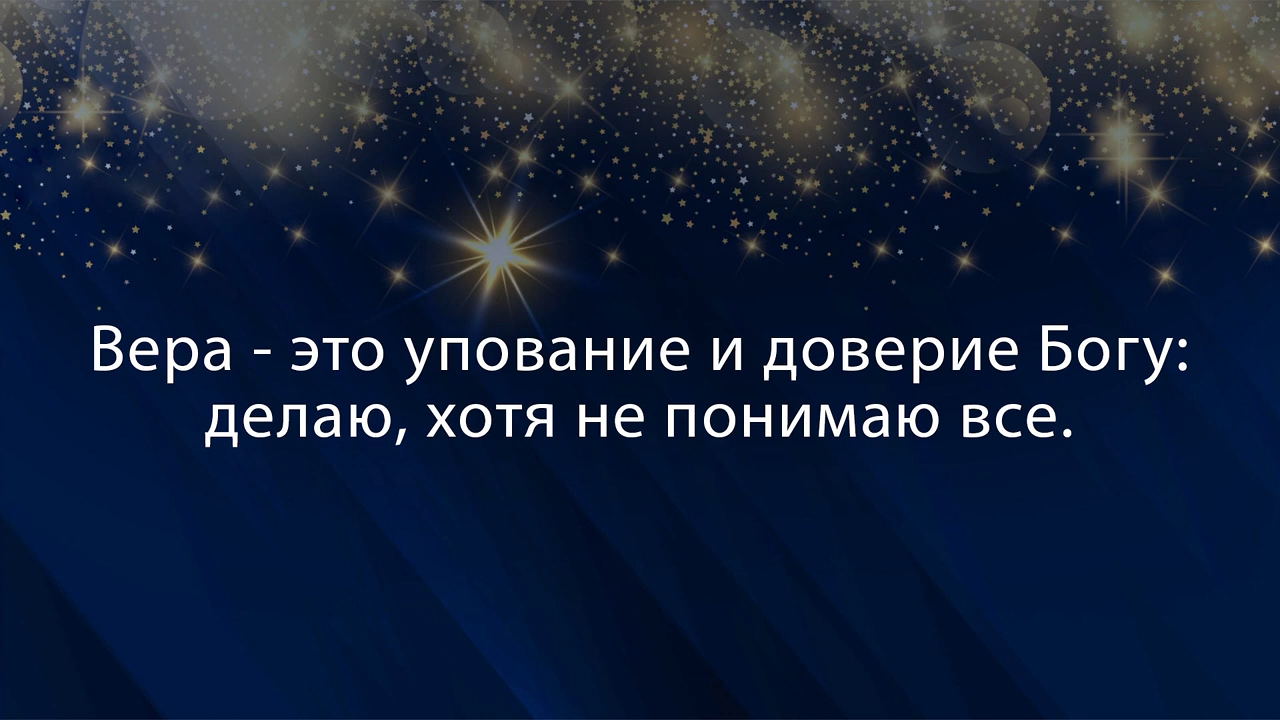 Вера - это упование и доверие Богу:
делаю, хотя не понимаю все.